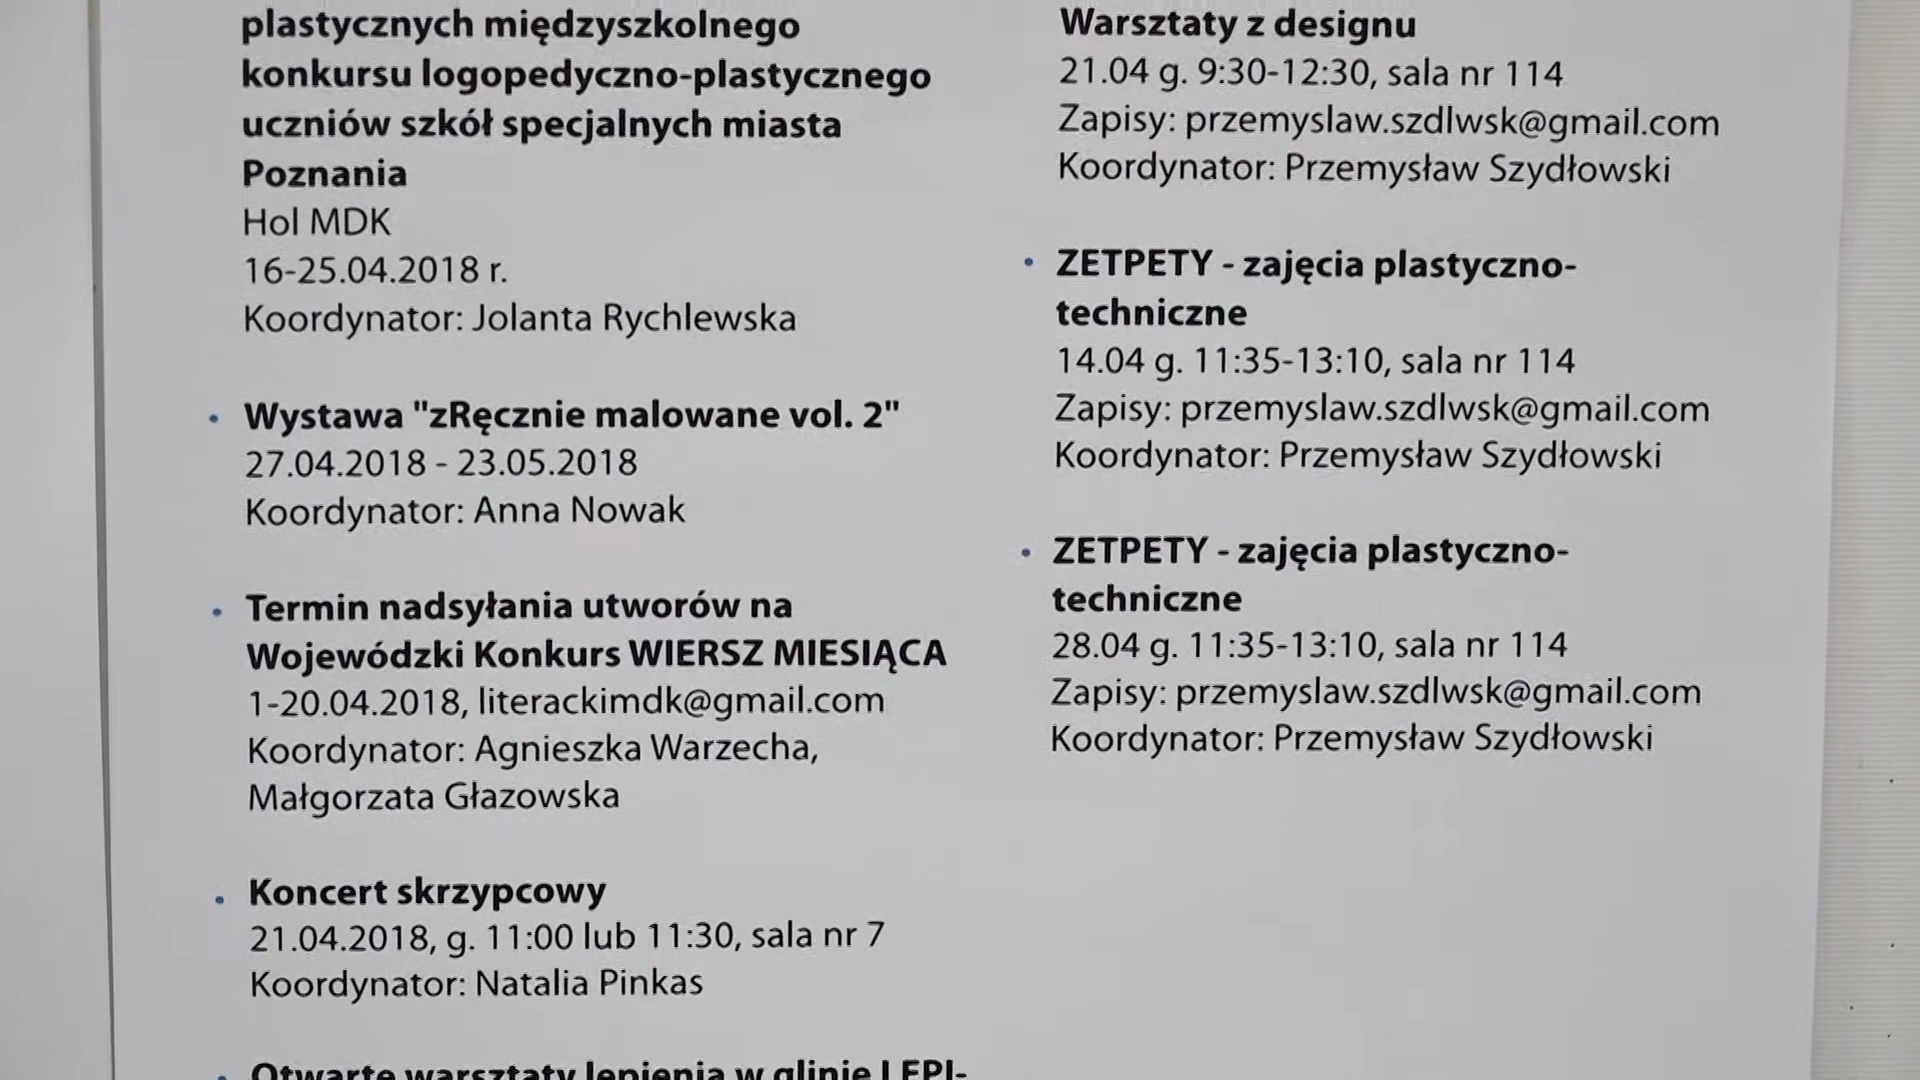 plastycznych międzyszkolnego
konkursu logopedyczno-plastycznego
uczniów szkół specjalnych miasta
Poznania
Hol MDK
16-25.04.2018 r.
Koordynator: Jolanta Rychlewska
• Wystawa "zRęcznie malowane vol. 2"
27.04.2018 - 23.05.2018
Koordynator: Anna Nowak
• Termin nadsyłania utworów na
Wojewódzki Konkurs WIERSZ MIESIĄCA
1-20.04.2018, literackimdk@gmail.com
Koordynator: Agnieszka Warzecha,
Małgorzata Głazowska
• Koncert skrzypcowy
21.04.2018, g. 11:00 lub 11:30, sala nr 7
Koordynator: Natalia Pinkas
• Otwarte warsztaty lepienia w glinie LEPI-
Warsztaty z designu
21.04 g. 9:30-12:30, sala nr 114
Zapisy: przemyslaw.szdlwsk@gmail.com
Koordynator: Przemysław Szydłowski
• ZETPETY - zajęcia plastyczno-
techniczne
14.04 g. 11:35-13:10, sala nr 114
Zapisy: przemyslaw.szdlwsk@gmail.com
Koordynator: Przemysław Szydłowski
• ZETPETY - zajęcia plastyczno-
techniczne
28.04 g. 11:35-13:10, sala nr 114
Zapisy: przemyslaw.szdlwsk@gmail.com
Koordynator: Przemysław Szydłowski